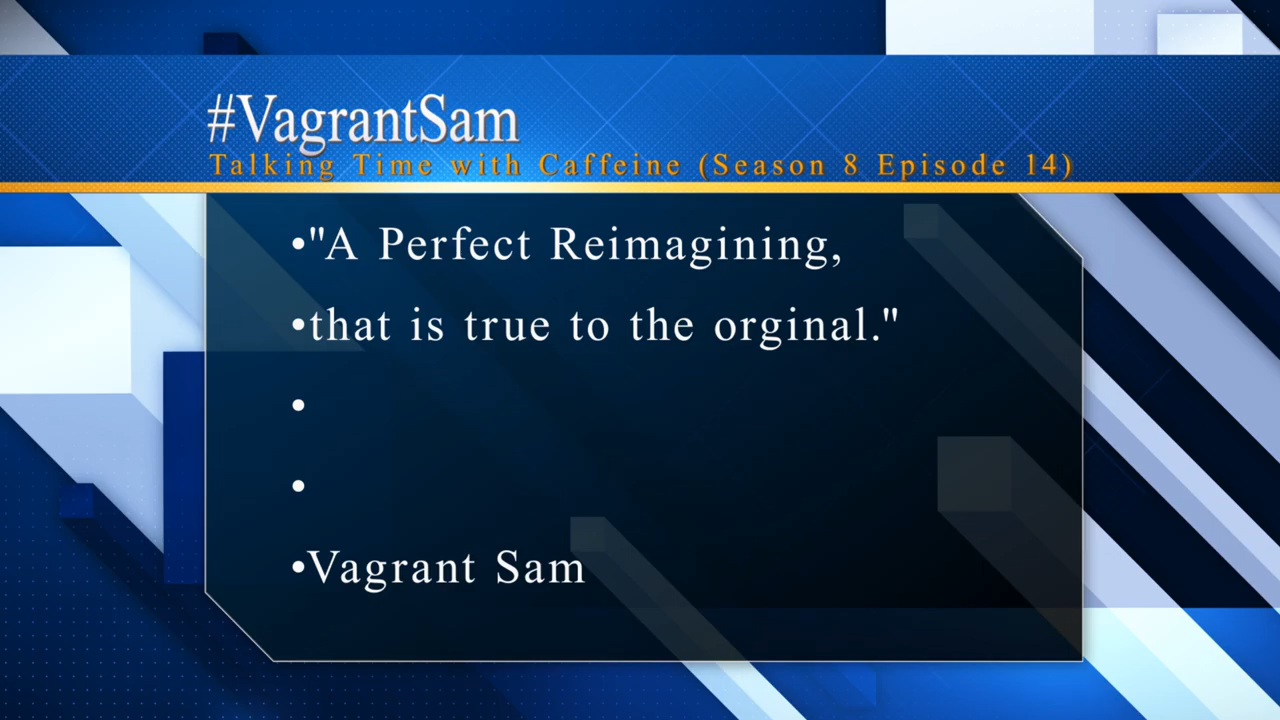 #VagrantSam
Talking Time with Caffeine (Season 8 Episode 14)
•"A Perfect Reimagining,
•that is true to the orginal."
•
•
•Vagrant Sam